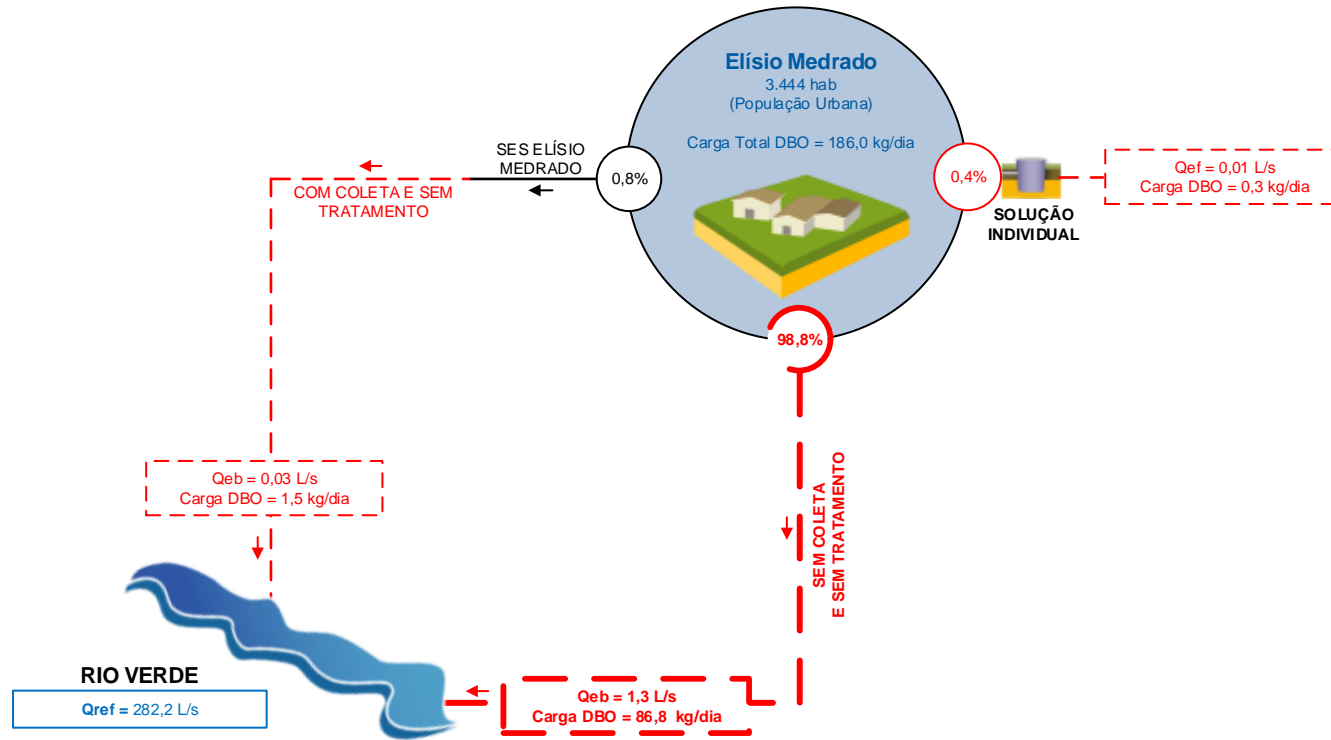 Elísio Medrado
3.444 hab
(População Urbana)
Carga Total DBO = 186,0 kg/dia
SES ELÍSIO
MEDRADO
0,8%
COM COLETA E SEM
TRATAMENTO
0,4%
SOLUÇÃO
INDIVIDUAL
Qef = 0,01 L/s
Carga DBO = 0,3 kg/dia
98,8%
SEM COLETA
E SEM TRATAMENTO
Qeb = 0,03 L/s
Carga DBO = 1,5 kg/dia
RIO VERDE
Qref = 282,2 L/s
Qeb = 1,3 L/s
Carga DBO = 86,8 kg/dia